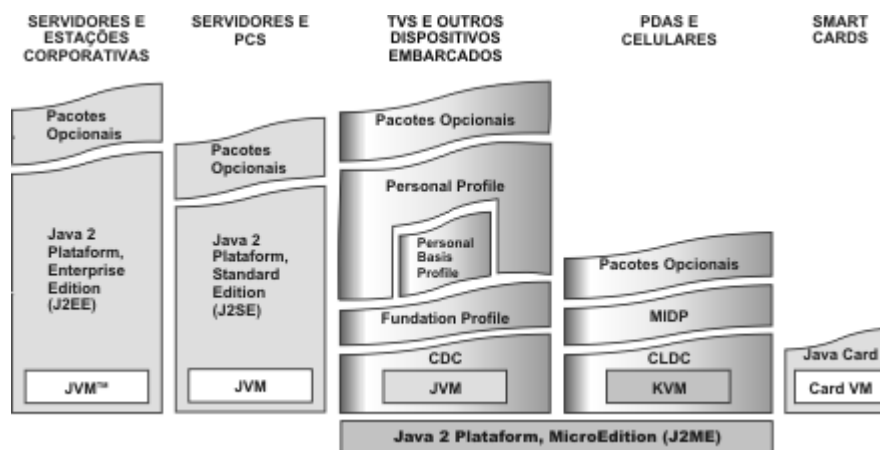 SERVIDORES E
ESTAÇÕES
CORPORATIVAS
SERVIDORES E
PCS
TVS E OUTROS
DISPOSITIVOS
EMBARCADOS
PDAS E
CELULARES
SMART
CARDS
Pacotes
Opcionais
Java 2
Plataform,
Enterprise
Edition
(J2EE)
JVM™
Pacotes
Opcionais
Java 2
Plataform,
Standard
Edition
(J2SE)
JVM
Pacotes Opcionais
Personal Profile
Personal
Basis
Profile
Fundation Profile
CDC
JVM
Pacotes Opcionais
MIDP
CLDC
KVM
Java Card
Card VM
Java 2 Plataform, MicroEdition (J2ME)